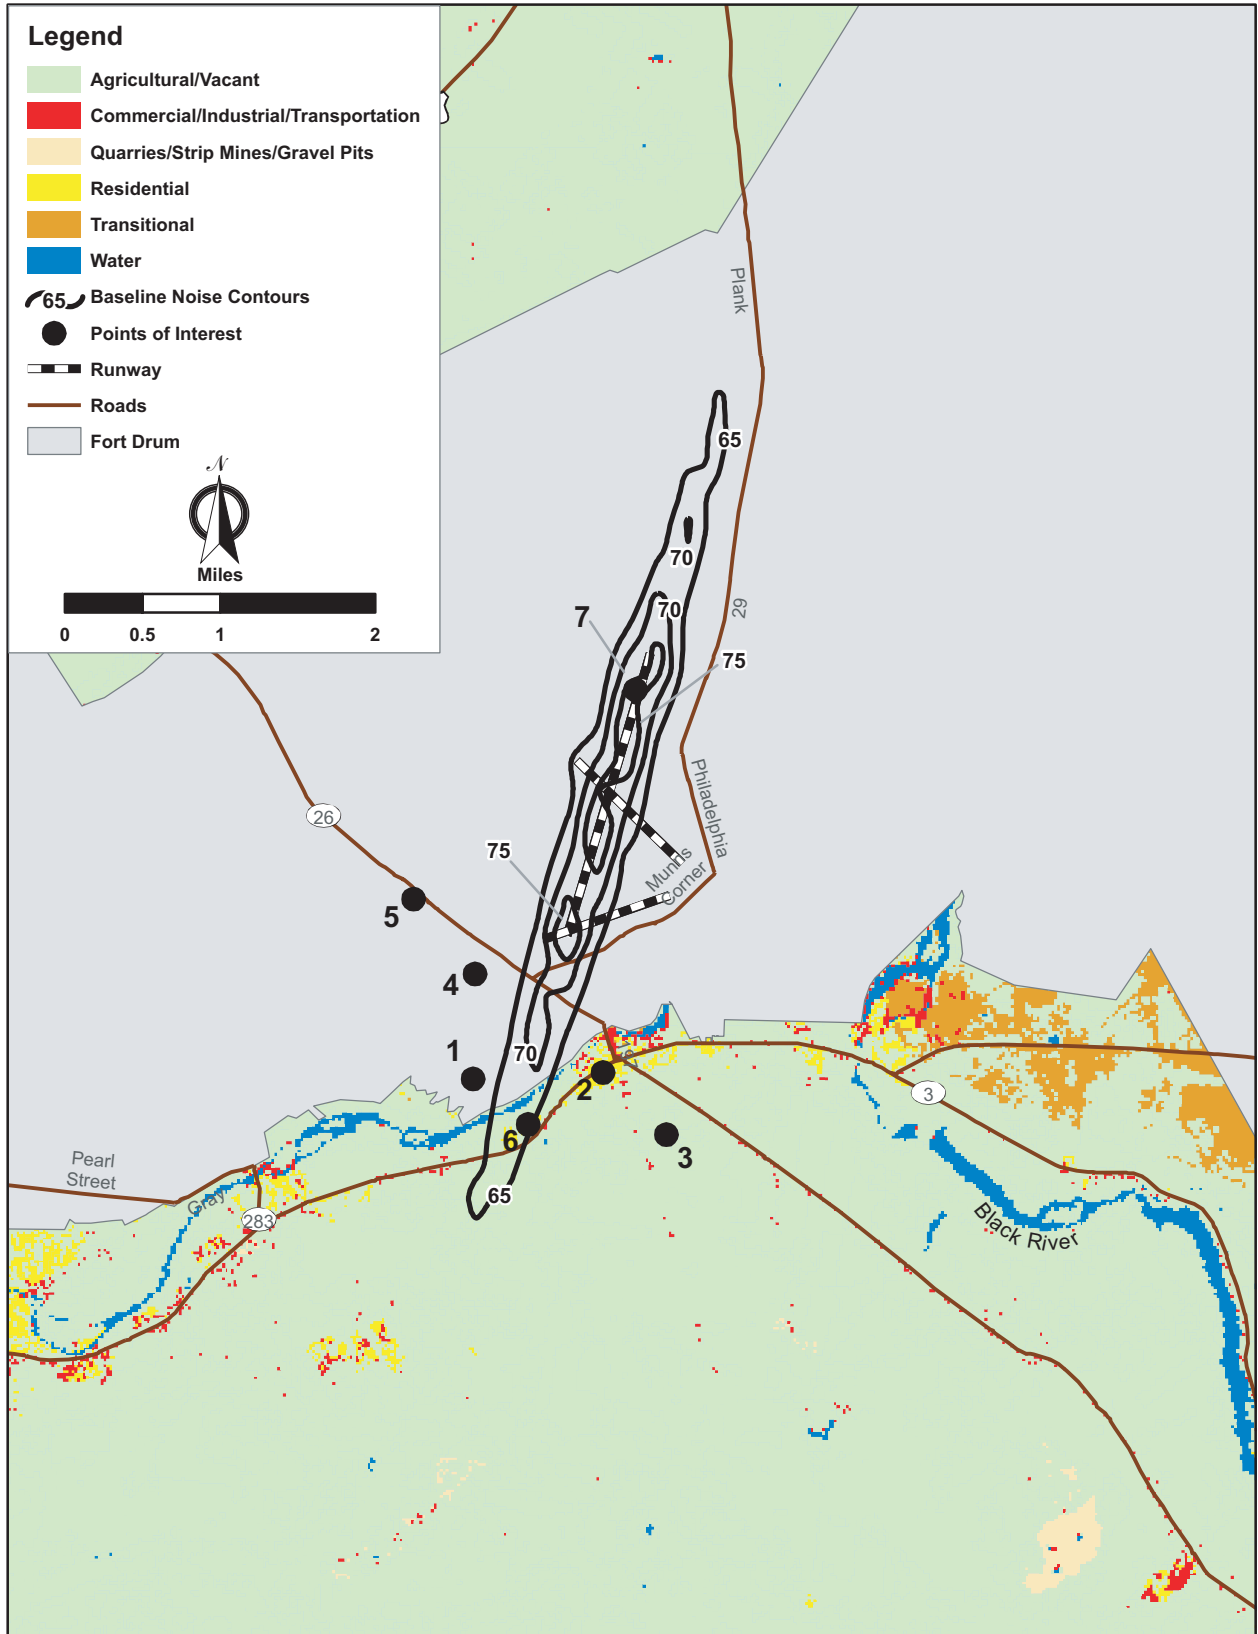 Legend
Agricultural/Vacant
Commercial/Industrial/Transportation
Quarries/Strip Mines/Gravel Pits
Residential
Transitional
Water
65 Baseline Noise Contours
Points of Interest
Runway
Roads
Fort Drum
N
Miles
0 0.5 1 2
Plank
65
70
70
29
7
75
Philadelphia
26
75
Munns
Corner
5
4
1
70
2
3
6
3
Pearl
Street
Gray
283
65
Black River